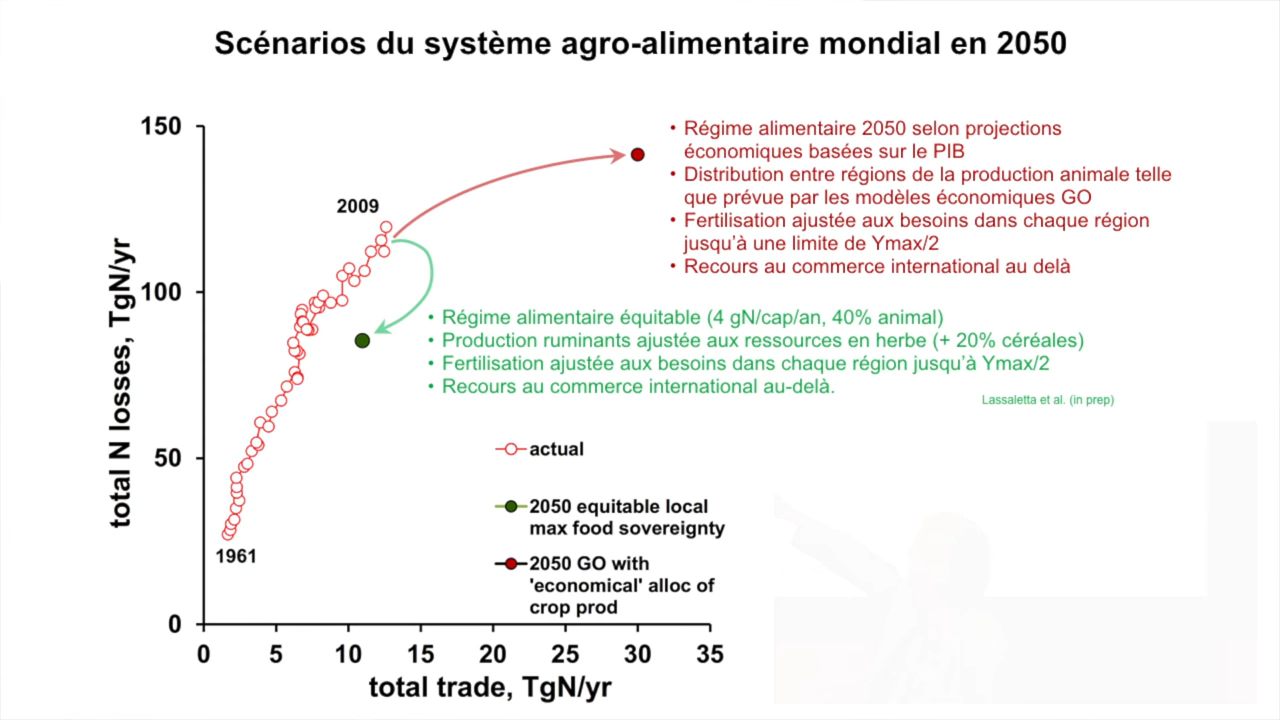 Scénarios du système agro-alimentaire mondial en 2050
150
100
50
0
total N losses, TgN/yr
2009
1961
• Régime alimentaire 2050 selon projections
économiques basées sur le PIB
• Distribution entre régions de la production animale telle
que prévue par les modèles économiques GO
• Fertilisation ajustée aux besoins dans chaque région
jusqu'à une limite de Ymax/2
• Recours au commerce international au delà
• Régime alimentaire équitable (4 gN/cap/an, 40% animal)
• Production ruminants ajustée aux ressources en herbe (+ 20% céréales)
• Fertilisation ajustée aux besoins dans chaque région jusqu'à Ymax/2
• Recours au commerce international au-delà.
Lassaletta et al. (in prep)
actual
2050 equitable local
max food sovereignty
2050 GO with
'economical' alloc of
crop prod
0 5 10 15 20 25 30 35
total trade, TgN/yr